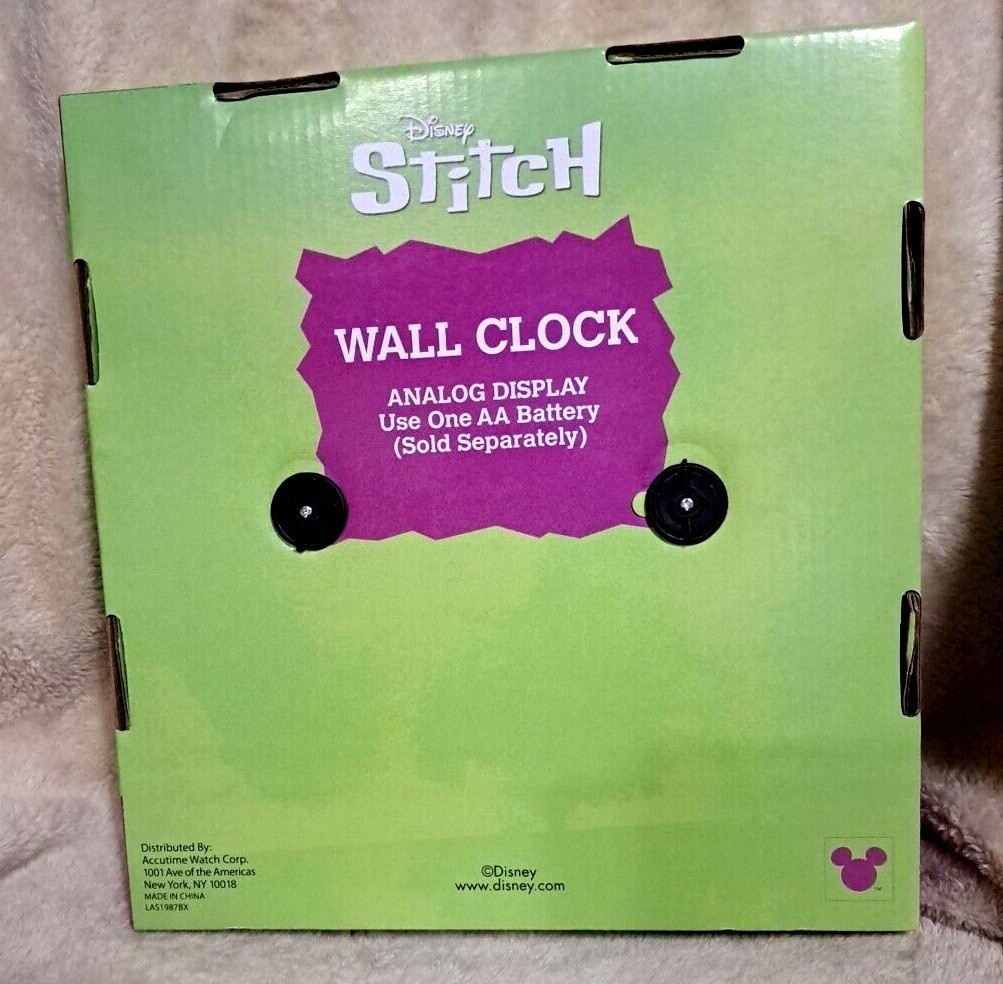 Disney
Stitch
WALL CLOCK
ANALOG DISPLAY
Use One AA Battery
(Sold Separately)
Distributed By:
Accutime Watch Corp.
1001 Ave of the Americas
New York, NY 10018
MADE IN CHINA
LAS1987BX
©Disney
www.disney.com
TM